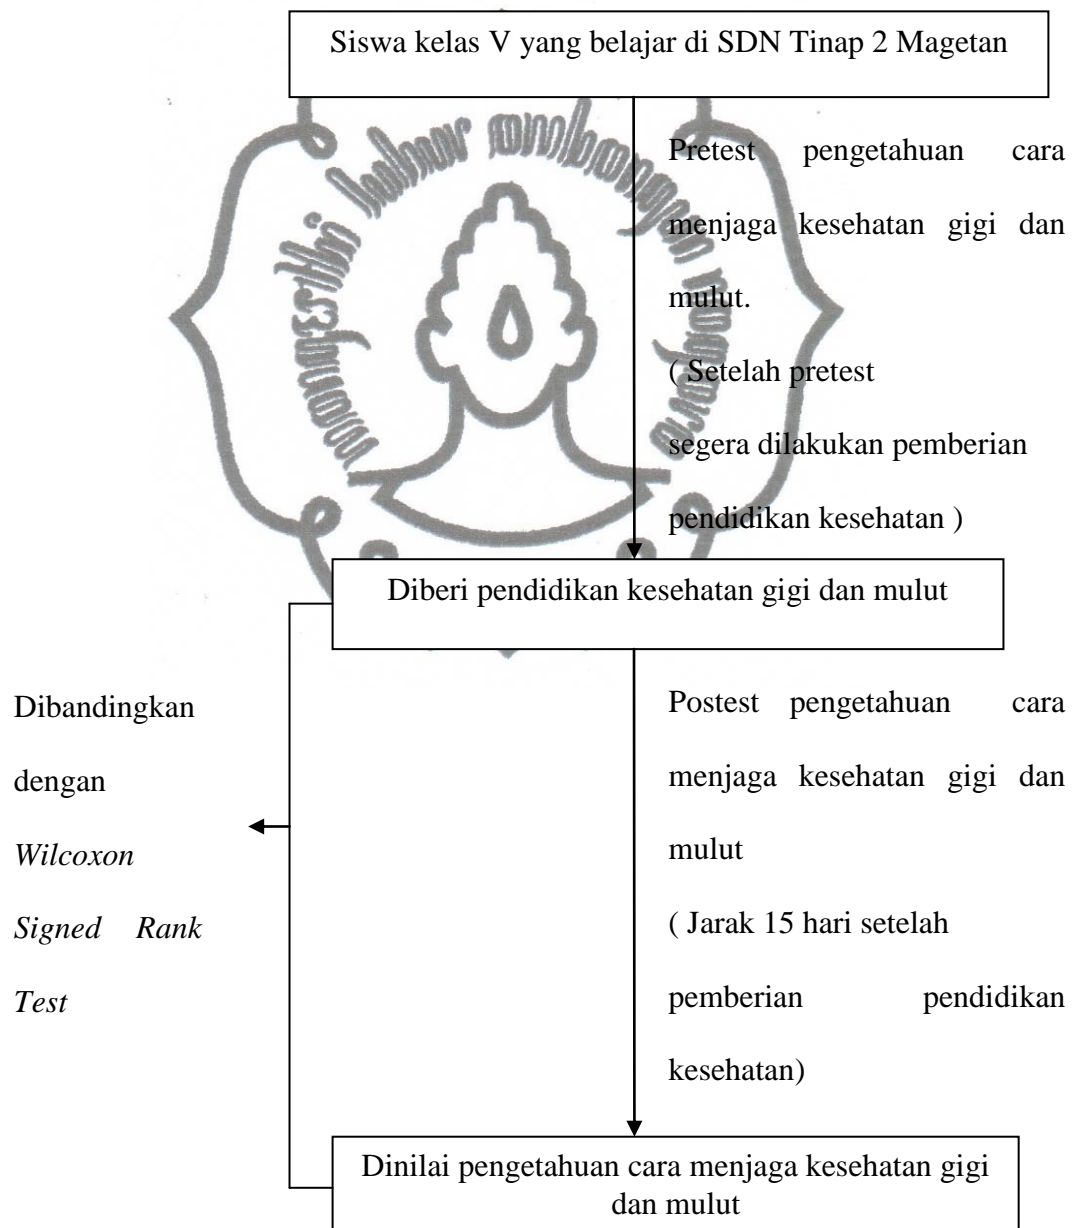 Siswa kelas V yang belajar di SDN Tinap 2 Magetan
Pretest pengetahuan cara
menjaga kesehatan gigi dan
mulut.
( Setelah pretest
segera dilakukan pemberian
pendidikan kesehatan )
Diberi pendidikan kesehatan gigi dan mulut
Dibandingkan
dengan
Wilcoxon
Signed Rank
Test
Postest pengetahuan cara
menjaga kesehatan gigi dan
mulut
( Jarak 15 hari setelah
pemberian pendidikan
kesehatan)
Dinilai pengetahuan cara menjaga kesehatan gigi
dan mulut